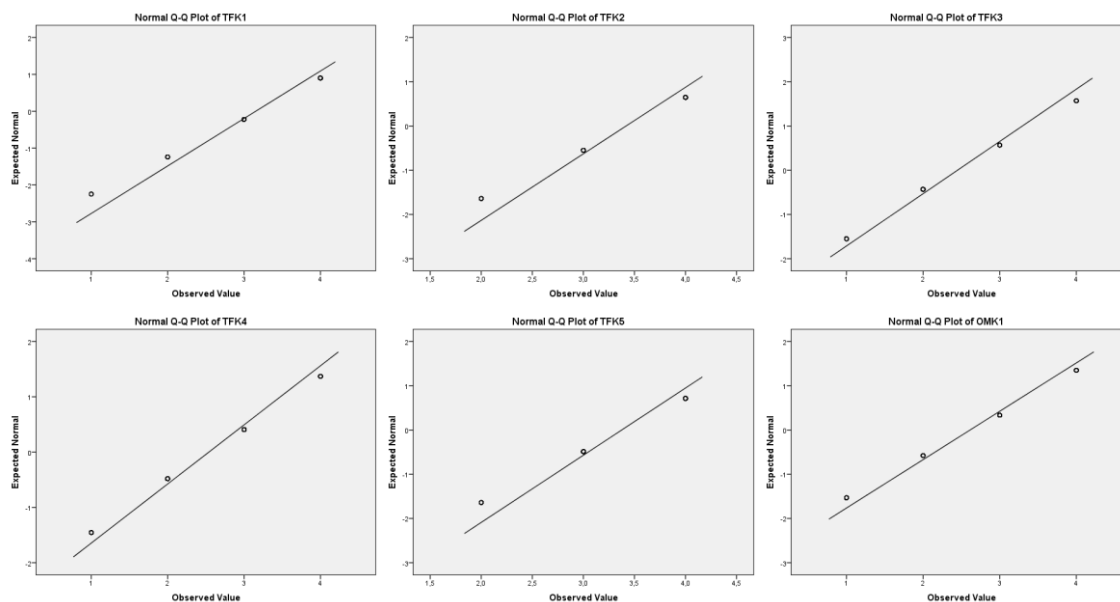 Normal Q-Q Plot of TFK1
2
1
0
-1
-2
-3
-4
Expected Normal
1 2 3 4
Observed Value
Normal Q-Q Plot of TFK2
2
1
0
-1
-2
-3
Expected Normal
1,5 2,0 2,5 3,0 3,5 4,0 4,5
Observed Value
Normal Q-Q Plot of TFK3
3
2
1
0
-1
-2
Expected Normal
1 2 3 4
Observed Value
Normal Q-Q Plot of TFK4
2
1
0
-1
-2
Expected Normal
1 2 3 4
Observed Value
Normal Q-Q Plot of TFK5
2
1
0
-1
-2
-3
Expected Normal
1,5 2,0 2,5 3,0 3,5 4,0 4,5
Observed Value
Normal Q-Q Plot of OMK1
2
1
0
-1
-2
-3
Expected Normal
1 2 3 4
Observed Value